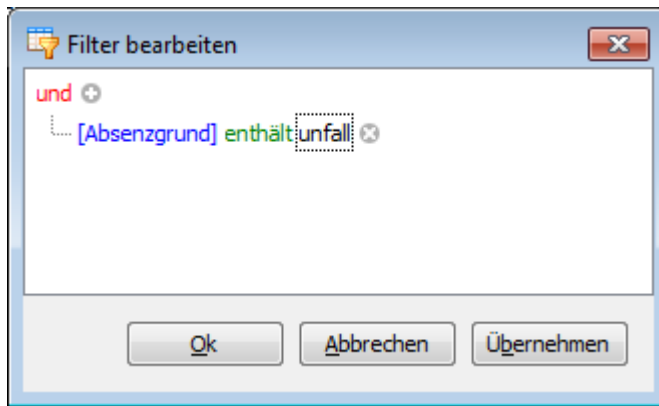 Filter bearbeiten
und
[Absenzgrund] enthält unfall
Ok Abbrechen Übernehmen